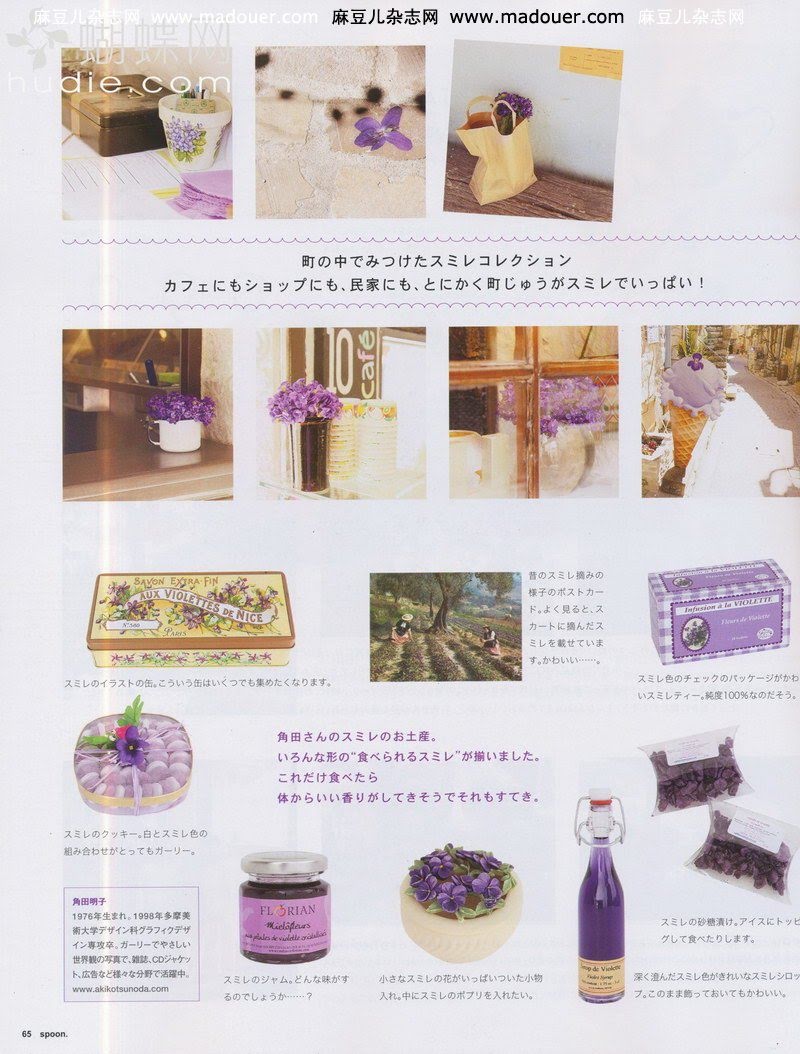 麻豆儿杂志网 www.madouer.com 麻豆儿杂志网 www.madouer.com 麻豆儿杂志网
蝴蝶网
hudie.com
町の中でみつけたスミレコレクション
カフェにもショップにも、民家にも、とにかく町じゅうがスミレでいっぱい！
10
café
SAVON EXTRA-FIN
AUX VIOLETTES DE NICE
No 580
PARIS
スミレのイラストの缶。こういう缶はいくつでも集めたくなります。
昔のスミレ摘みの
様子のポストカー
ド。よく見ると、ス
カートに摘んだス
ミレを載せていま
す。かわいい……。
Infusion à la VIOLETTE
Fleurs de Violette
Infusion à la VIOLETTE
Fleurs de Violette
スミレ色のチェックのパッケージがかわ
いスミレティー。純度100％なのだそう。
角田さんのスミレのお土産。
いろんな形の“食べられるスミレ”が揃いました。
これだけ食べたら
体からいい香りがしてきそうでそれもすてき。
スミレのクッキー。白とスミレ色の
組み合わせがとってもガーリー。
角田明子
1976年生まれ。1998年多摩美
術大学デザイン科グラフィックデザ
イン専攻卒。ガーリーでやさしい
世界観の写真で、雑誌、CDジャケッ
ト、広告など様々な分野で活躍中。
www.akikotsunoda.com
FLORIAN
Mielàfleurs
aux pétales de violette cristallisés
スミレのジャム。どんな味がす
るのでしょうか……？
小さなスミレの花がいっぱいついた小物
入れ。中にスミレのポプリを入れたい。
Sirop de Violette
Violet Syrup
スミレの砂糖漬け。アイスにトッピ
グして食べたりします。
深く澄んだスミレ色がきれいなスミレシロッ
プ。このまま飾っておいてもかわいい。
65 spoon.